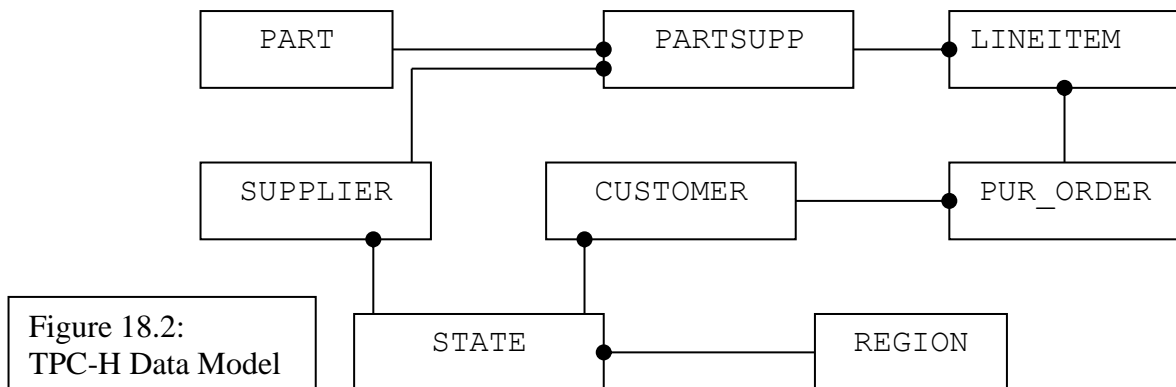 PART
PARTSUPP
LINEITEM
SUPPLIER
CUSTOMER
PUR_ORDER
Figure 18.2:
TPC-H Data Model
STATE
REGION